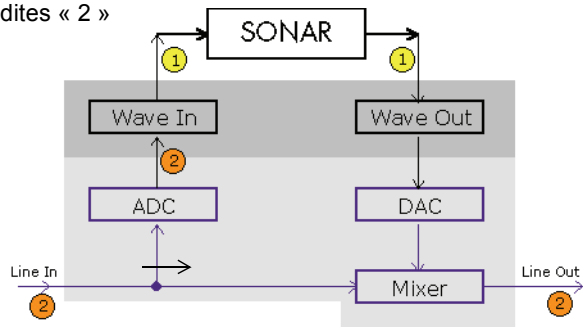 dites « 2 »
SONAR
1
1
Wave In
Wave Out
2
ADC
DAC
Line In
Line Out
Mixer
2
2